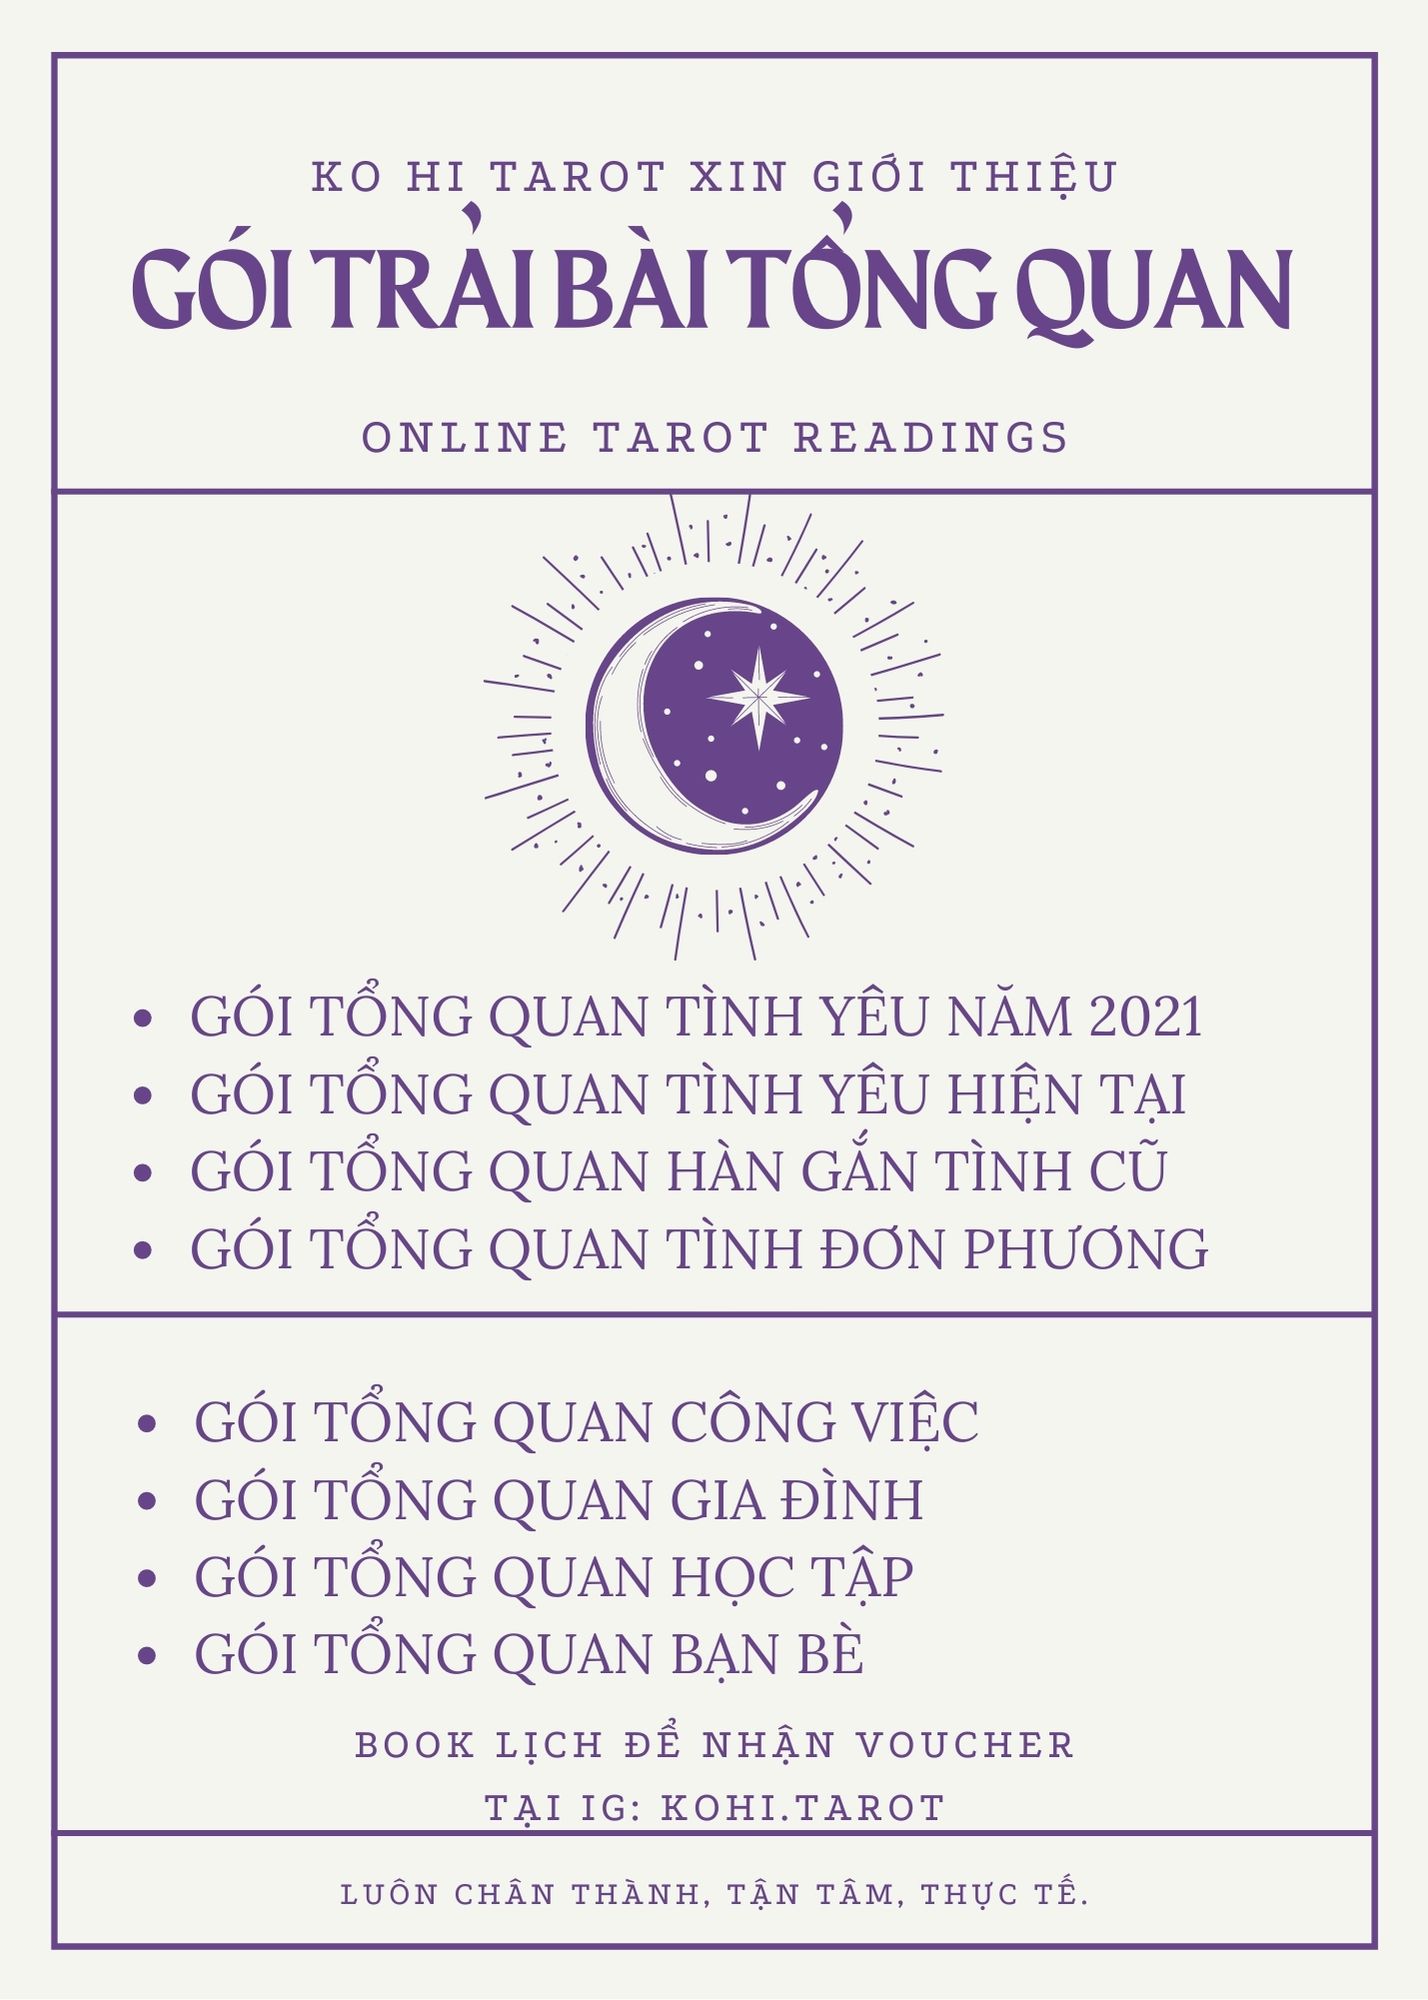 KO HI TAROT XIN GIỚI THIỆU
GÓI TRẢI BÀI TỔNG QUAN
ONLINE TAROT READINGS
• GÓI TỔNG QUAN TÌNH YÊU NĂM 2021
• GÓI TỔNG QUAN TÌNH YÊU HIỆN TẠI
• GÓI TỔNG QUAN HÀN GẮN TÌNH CŨ
• GÓI TỔNG QUAN TÌNH ĐƠN PHƯƠNG
• GÓI TỔNG QUAN CÔNG VIỆC
• GÓI TỔNG QUAN GIA ĐÌNH
• GÓI TỔNG QUAN HỌC TẬP
• GÓI TỔNG QUAN BẠN BÈ
BOOK LỊCH ĐỂ NHẬN VOUCHER
TẠI IG: KOHI.TAROT
LUÔN CHÂN THÀNH, TẬN TÂM, THỰC TẾ.